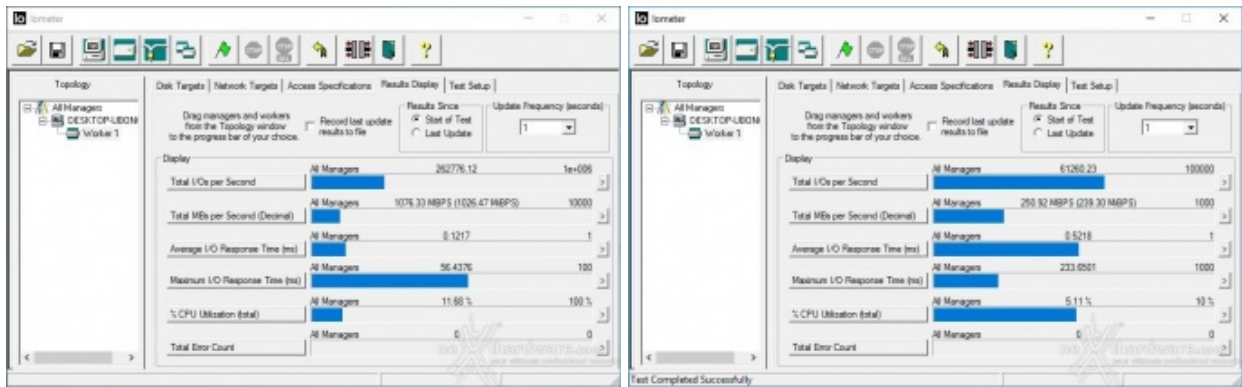 Iometer
Topology
All Managers
DESKTOP-UBON
Worker 1
Disk Targets | Network Targets | Access Specifications | Results Display | Test Setup
Drag managers and workers
from the Topology window
to the progress bar of your choice.
Record last update
results to file
Results Since
Start of Test
Last Update
Update Frequency (seconds)
1
Display
All Managers 262776.12 1e+006
Total I/Os per Second
All Managers 1076.33 MBPS (1026.47 MiBPS) 10000
Total MBs per Second (Decimal)
All Managers 0.1217 1
Average I/O Response Time (ms)
All Managers 56.4376 100
Maximum I/O Response Time (ms)
All Managers 11.68 % 100 %
% CPU Utilization (total)
All Managers 0 0
Total Error Count
Iometer
Topology
All Managers
DESKTOP-UBON
Worker 1
Disk Targets | Network Targets | Access Specifications | Results Display | Test Setup
Drag managers and workers
from the Topology window
to the progress bar of your choice.
Record last update
results to file
Results Since
Start of Test
Last Update
Update Frequency (seconds)
1
Display
All Managers 61260.23 100000
Total I/Os per Second
All Managers 250.92 MBPS (239.30 MiBPS) 1000
Total MBs per Second (Decimal)
All Managers 0.5218 1
Average I/O Response Time (ms)
All Managers 233.6501 1000
Maximum I/O Response Time (ms)
All Managers 5.11 % 10 %
% CPU Utilization (total)
All Managers 0 0
Total Error Count
Test Completed Successfully